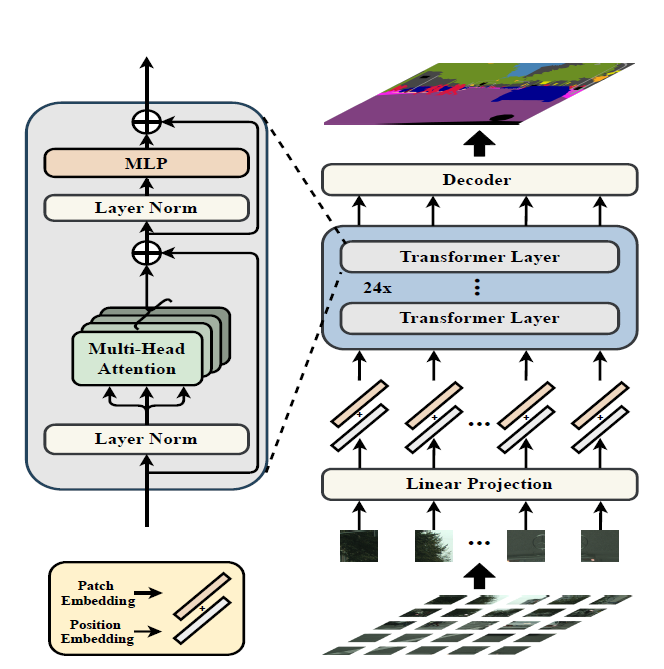 MLP
Layer Norm
Multi-Head
Attention
Layer Norm
Patch
Embedding
Position
Embedding
Decoder
Transformer Layer
24x
Transformer Layer
Linear Projection